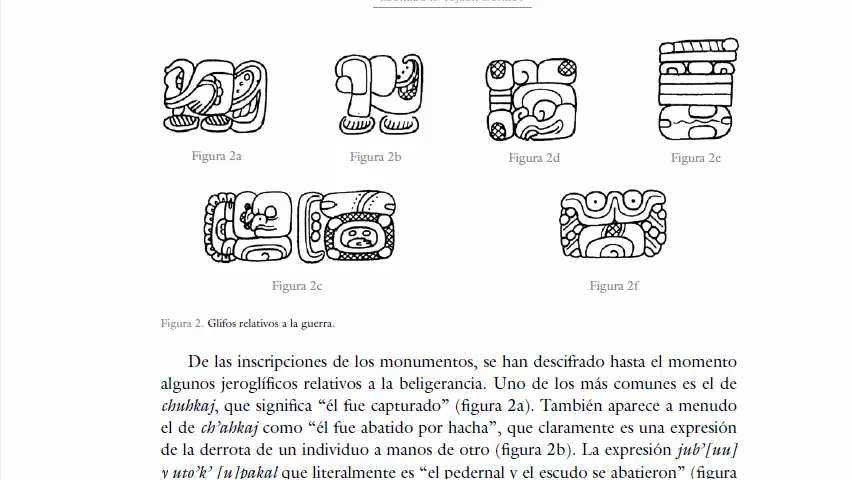 Figura 2a
Figura 2b
Figura 2d
Figura 2e
Figura 2c
Figura 2f
Figura 2. Glifos relativos a la guerra.
De las inscripciones de los monumentos, se han descifrado hasta el momento
algunos jeroglíficos relativos a la beligerancia. Uno de los más comunes es el de
chuhkaj, que significa “él fue capturado” (figura 2a). También aparece a menudo
el de ch’ahkaj como “él fue abatido por hacha”, que claramente es una expresión
de la derrota de un individuo a manos de otro (figura 2b). La expresión jub’[uu]
y uto’k’ [u]pakal que literalmente es “el pedernal y el escudo se abatieron” (figura